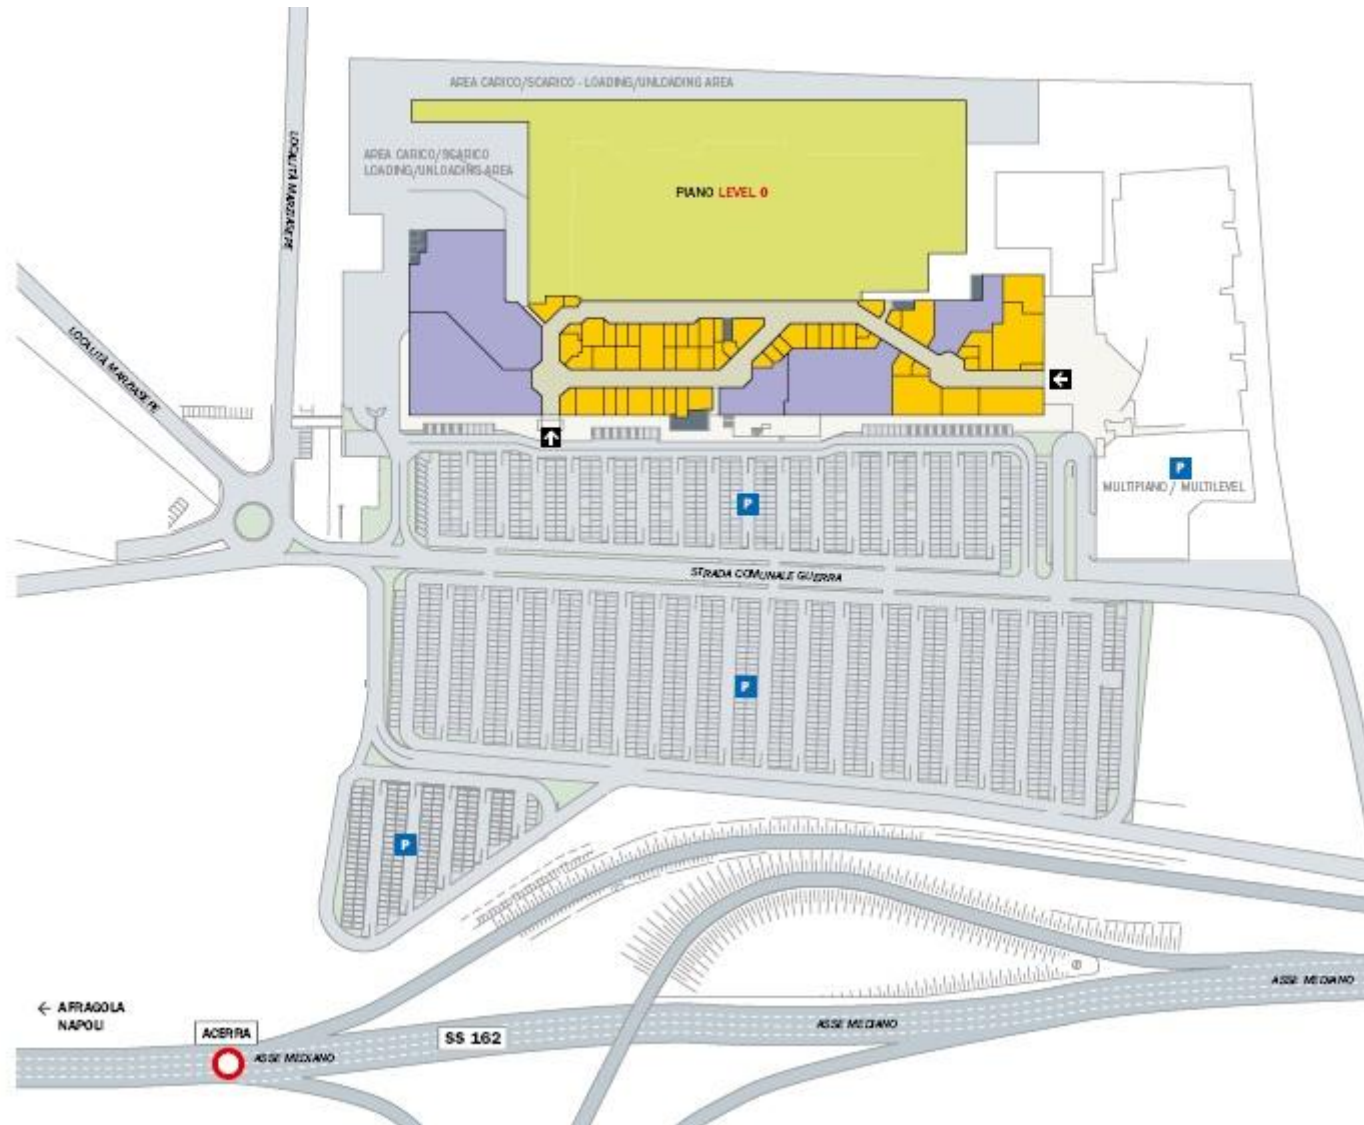 AREA CARICO/SCARICO - LOADING/UNLOADING AREA
LOCALITÀ MARZIASEPE
AREA CARICO/SCARICO
LOADING/UNLOADING AREA
PIANO LEVEL 0
LOCALITÀ MARZIASEPE
P
MULTIPIANO / MULTILEVEL
P
STRADA COMUNALE GUERRA
P
P
← AFRAGOLA
NAPOLI
ACERRA
SS 162
ASSE MEDIANO
ASSE MEDIANO
ASSE MEDIANO